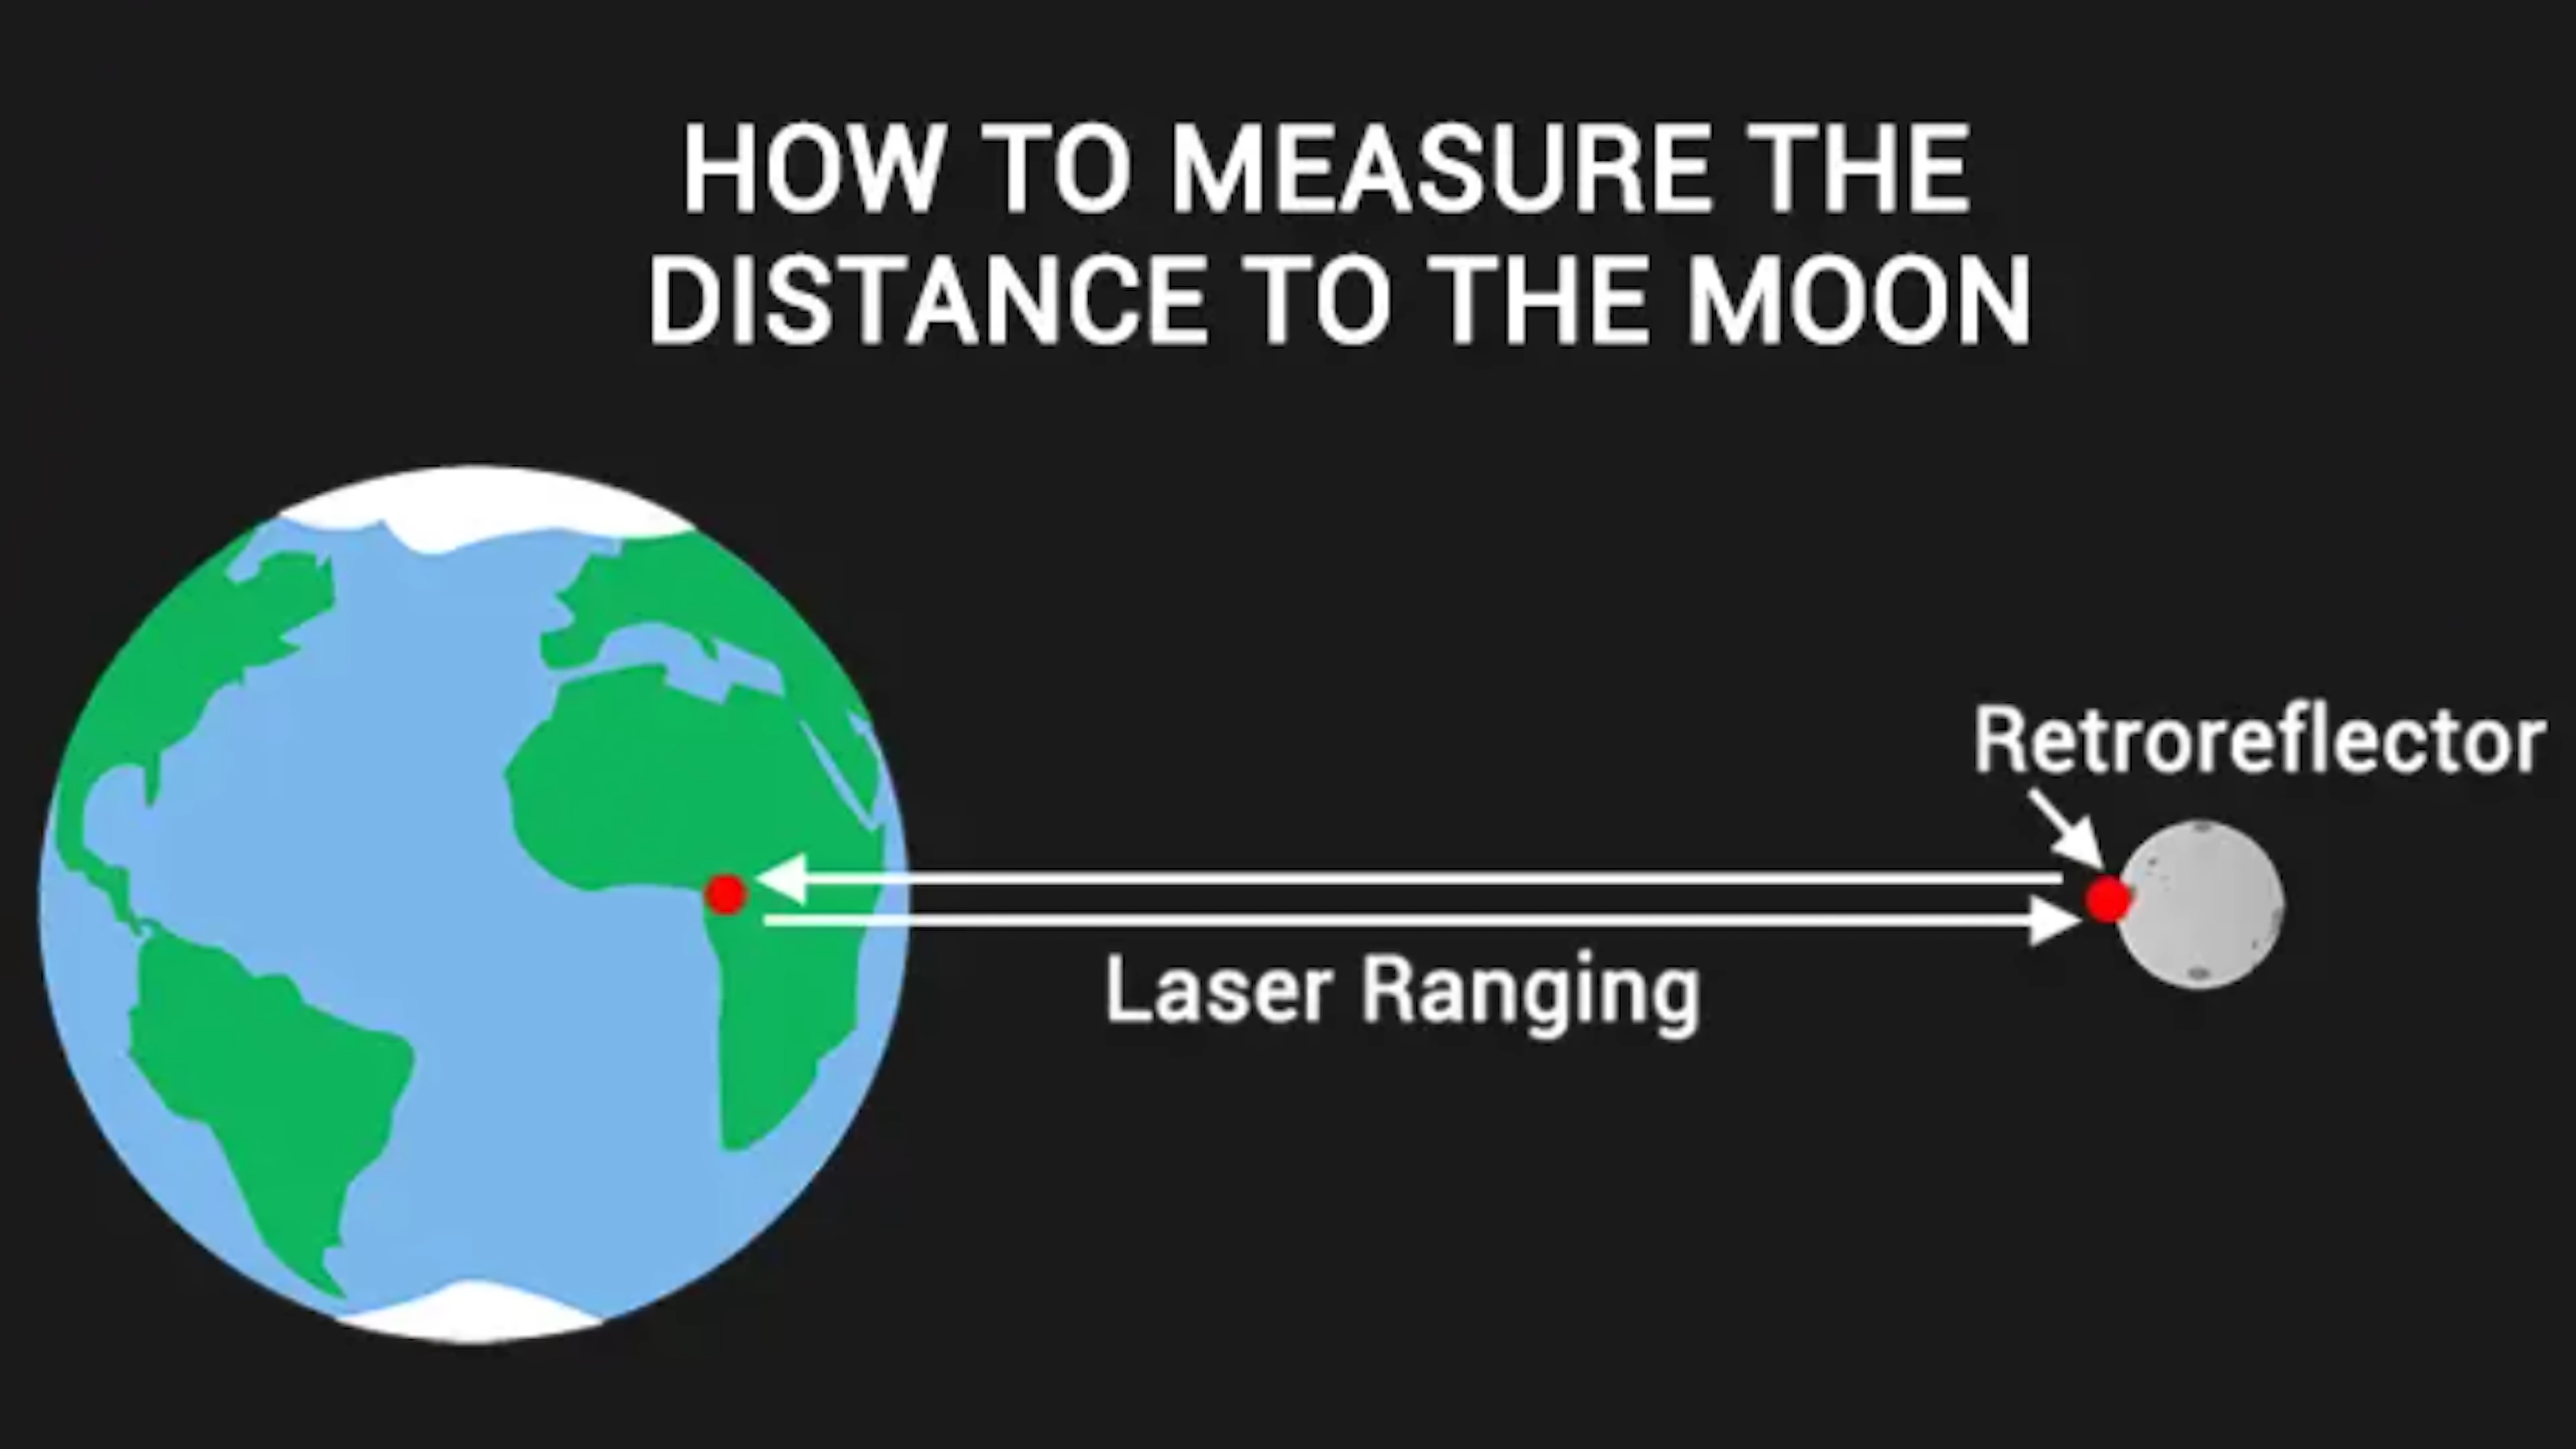 HOW TO MEASURE THE
DISTANCE TO THE MOON
Retroreflector
Laser Ranging